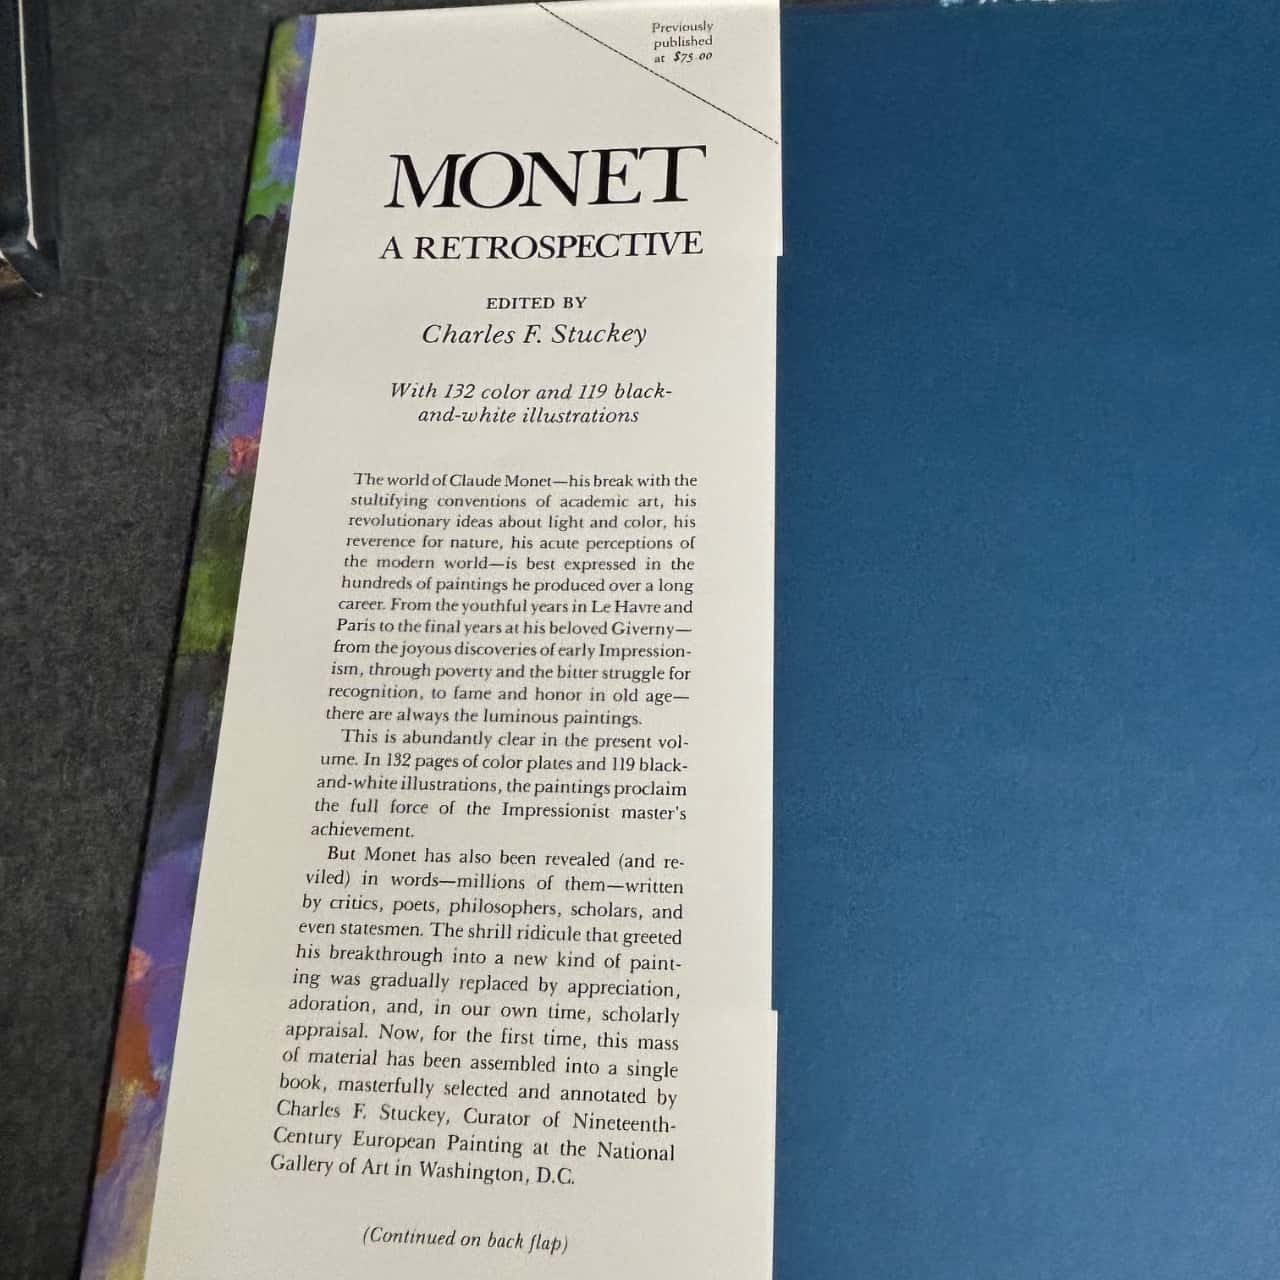 Previously
published
at $75.00
MONET
A RETROSPECTIVE
EDITED BY
Charles F. Stuckey
With 132 color and 119 black-
and-white illustrations
The world of Claude Monet—his break with the
stultifying conventions of academic art, his
revolutionary ideas about light and color, his
reverence for nature, his acute perceptions of
the modern world—is best expressed in the
hundreds of paintings he produced over a long
career. From the youthful years in Le Havre and
Paris to the final years at his beloved Giverny—
from the joyous discoveries of early Impression-
ism, through poverty and the bitter struggle for
recognition, to fame and honor in old age—
there are always the luminous paintings.
This is abundantly clear in the present vol-
ume. In 132 pages of color plates and 119 black-
and-white illustrations, the paintings proclaim
the full force of the Impressionist master's
achievement.
But Monet has also been revealed (and re-
viled) in words—millions of them—written
by critics, poets, philosophers, scholars, and
even statesmen. The shrill ridicule that greeted
his breakthrough into a new kind of paint-
ing was gradually replaced by appreciation,
adoration, and, in our own time, scholarly
appraisal. Now, for the first time, this mass
of material has been assembled into a single
book, masterfully selected and annotated by
Charles F. Stuckey, Curator of Nineteenth-
Century European Painting at the National
Gallery of Art in Washington, D.C.
(Continued on back flap)